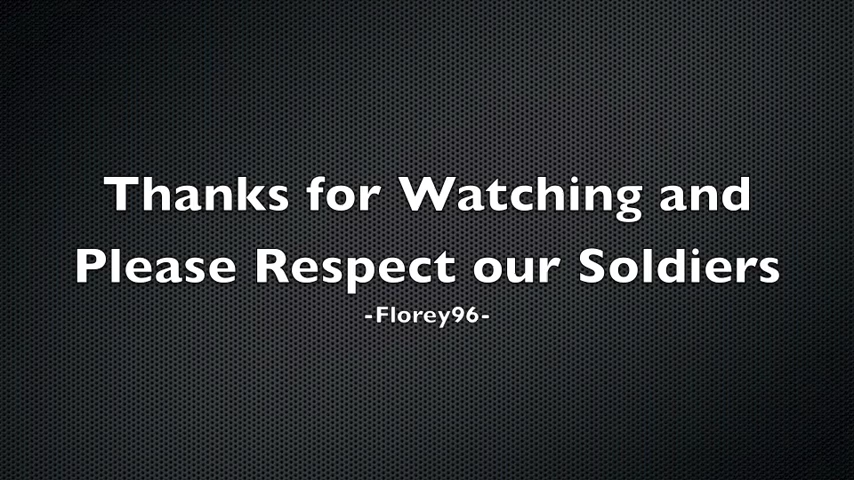 Thanks for Watching and
Please Respect our Soldiers
-Florey96-